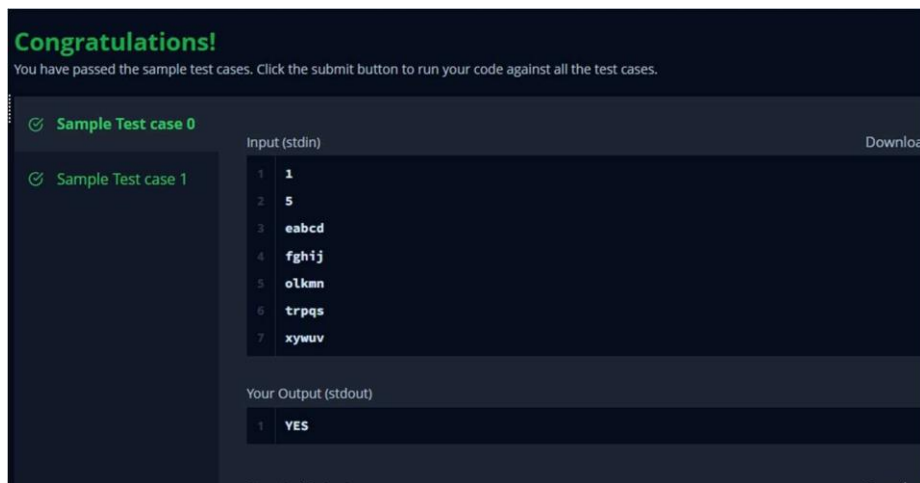 Congratulations!
You have passed the sample test cases. Click the submit button to run your code against all the test cases.
Sample Test case 0
Sample Test case 1
Input (stdin)
Downloa
1 1
2 5
3 eabcd
4 fghij
5 olkmn
6 trpqs
7 xywuv
Your Output (stdout)
1 YES